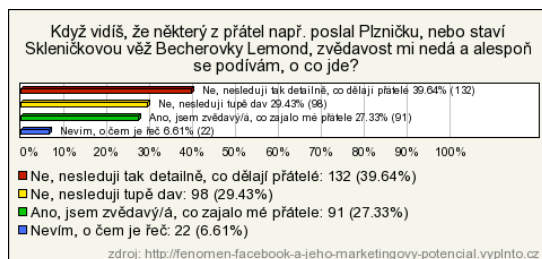 Když vidíš, že některý z přátel např. poslal Plzničku, nebo staví
Skleničkovou věž Becherovky Lemond, zvědavost mi nedá a alespoň
se podívám, o co jde?
Ne, nesleduji tak detailně, co dělají přátelé 39.64% (132)
Ne, nesleduji tupě dav 29.43% (98)
Ano, jsem zvědavý/á, co zajalo mé přátele 27.33% (91)
Nevím, o čem je řeč 6.61% (22)
0% 10% 20% 30% 40% 50% 60% 70% 80% 90% 100%
Ne, nesleduji tak detailně, co dělají přátelé: 132 (39.64%)
Ne, nesleduji tupě dav: 98 (29.43%)
Ano, jsem zvědavý/á, co zajalo mé přátele: 91 (27.33%)
Nevím, o čem je řeč: 22 (6.61%)
zdroj: http://fenomen-facebook-a-jeho-marketingovy-potencial.vyplnto.cz